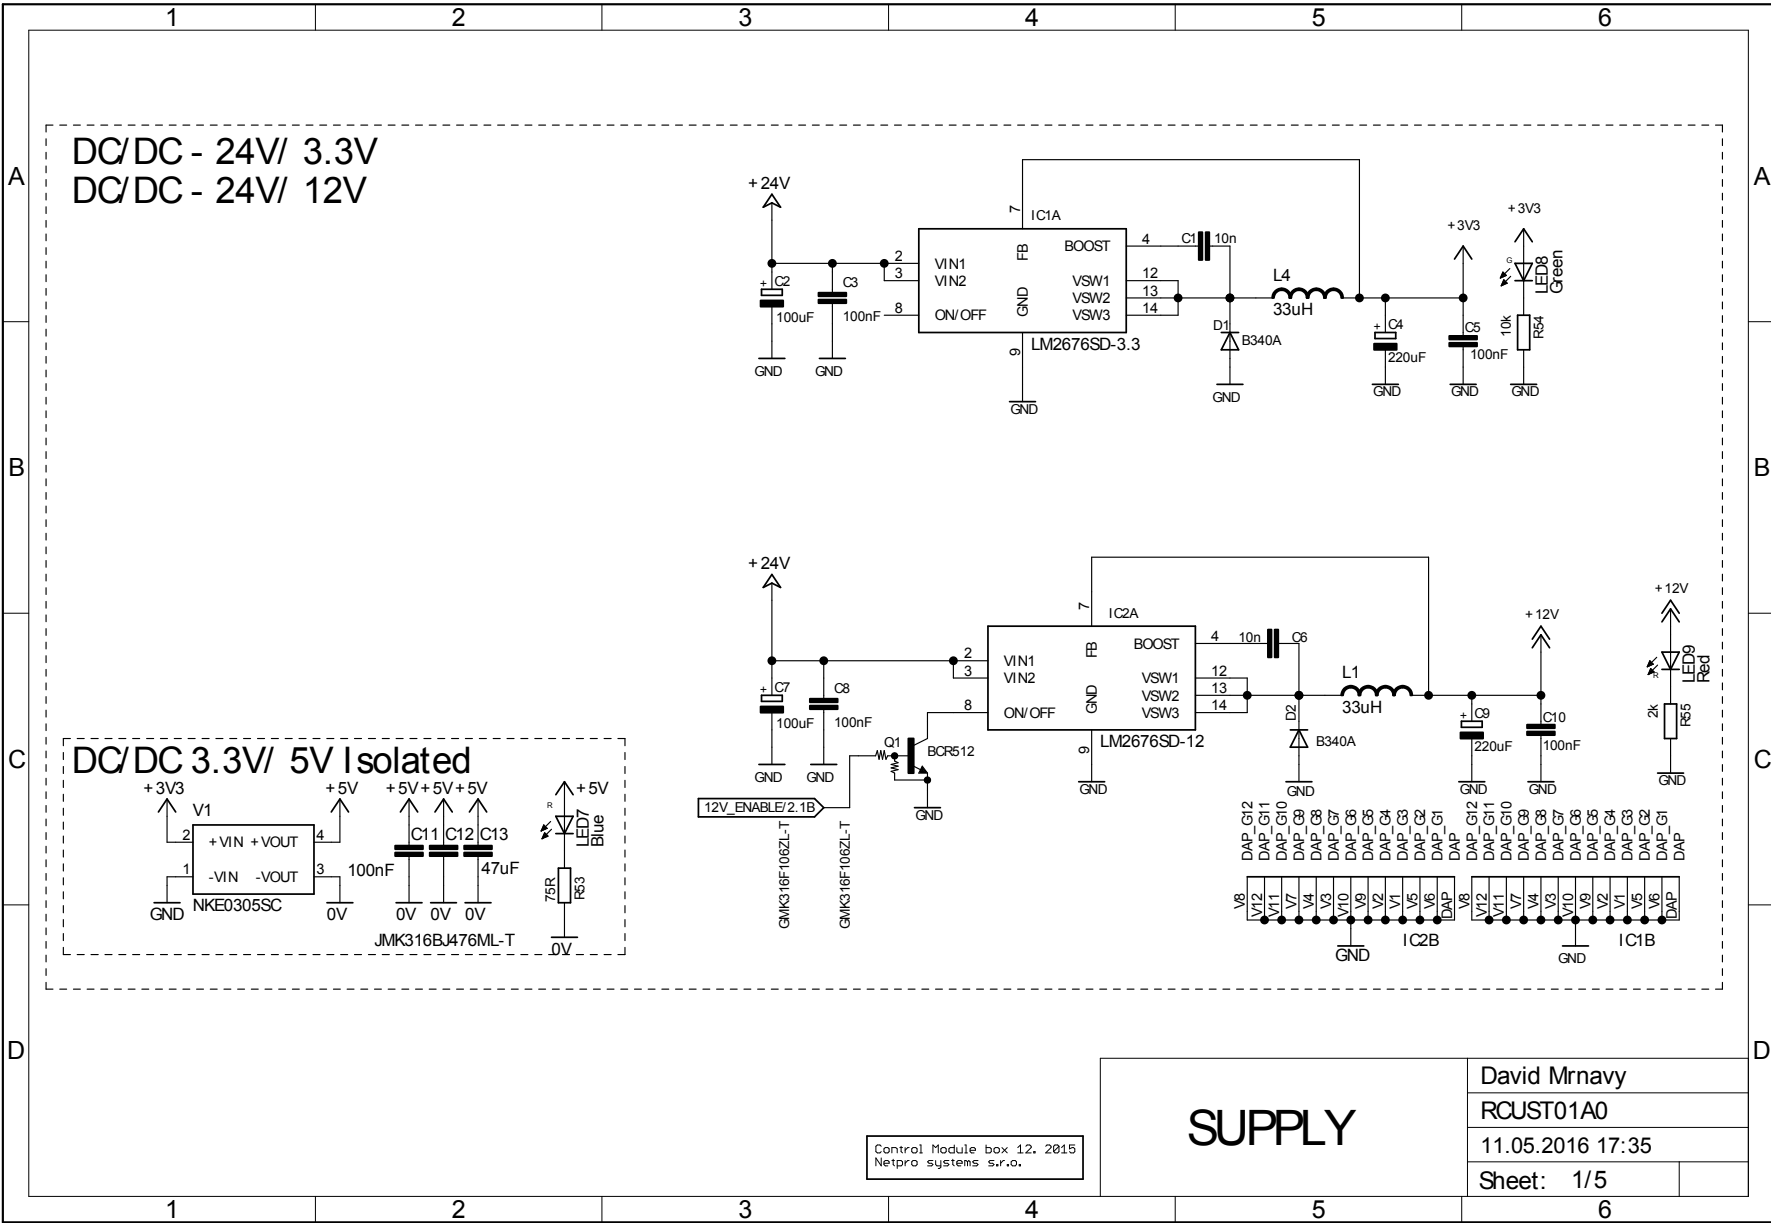 1 2 3 4 5 6
A A
B B
C C
D D
DC/DC - 24V/ 3.3V
DC/DC - 24V/ 12V
+24V
C2
+
100uF
GND
C3
100nF
GND
2
3
8
VIN1
VIN2
ON/OFF
7
FB
IC1A
GND
9
GND
BOOST
VSW1
VSW2
VSW3
4
12
13
14
LM2676SD-3.3
C1
10n
D1
B340A
GND
L4
33uH
+
C4
220uF
GND
+3V3
C5
100nF
GND
+3V3
G
LED8
Green
10k
R54
GND
+24V
+
C7
100uF
GND
C8
100nF
GND
2
3
8
VIN1
VIN2
ON/OFF
7
FB
IC2A
GND
9
GND
BOOST
VSW1
VSW2
VSW3
4
12
13
14
LM2676SD-12
10n
C6
D2
B340A
GND
L1
33uH
+
C9
220uF
GND
+12V
C10
100nF
GND
+12V
R
LED9
Red
2k
R55
GND
Q1
BCR512
GND
12V_ENABLE/2.1B
GMK316F106ZL-T
GMK316F106ZL-T
DC/DC 3.3V/ 5V Isolated
+3V3
V1
+5V
2
1
+VIN +VOUT
-VIN -VOUT
4
3
GND
NKE0305SC
0V
+5V +5V +5V
C11 C12 C13
100nF
47uF
0V 0V 0V
JMK316BJ476ML-T
+5V
R
LED7
Blue
75R
R53
0V
DAP_G12
DAP_G11
DAP_G10
DAP_G9
DAP_G8
DAP_G7
DAP_G6
DAP_G5
DAP_G4
DAP_G3
DAP_G2
DAP_G1
DAP
V8
V12
V11
V7
V4
V3
V10
V9
V2
V1
V5
V6
DAP
GND
IC2B
DAP_G12
DAP_G11
DAP_G10
DAP_G9
DAP_G8
DAP_G7
DAP_G6
DAP_G5
DAP_G4
DAP_G3
DAP_G2
DAP_G1
DAP
V8
V12
V11
V7
V4
V3
V10
V9
V2
V1
V5
V6
DAP
GND
IC1B
Control Module box 12. 2015
Netpro systems s.r.o.
SUPPLY
David Mrnavy
RCUST01A0
11.05.2016 17:35
Sheet: 1/5
1 2 3 4 5 6